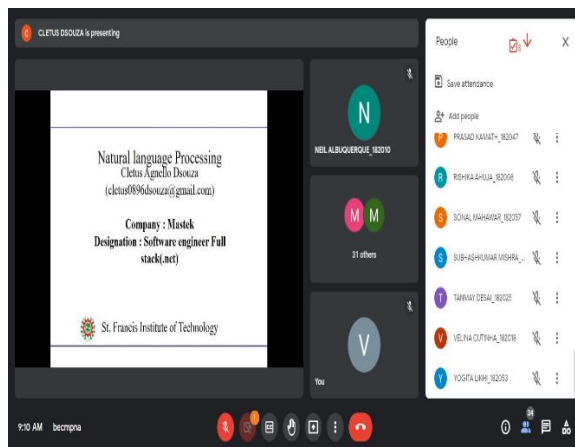 C
CLETUS DSOUZA is presenting
Natural language Processing
Cletus Agnello Dsouza
(cletus0896dsouza@gmail.com)
Company : Mastek
Designation : Software engineer Full
stack(.net)
St. Francis Institute of Technology
N
NEIL ALBUQUERQUE_182010
M M
31 others
V
You
People
Save attendance
Add people
P PRASAD KAMATH_182047
R RISHIKA AHUJA_182008
S SONAL MAHAWAR_182057
S SUBHASHKUMAR MISHRA_...
T TANMAY DESAI_182025
V VELINA CUTINHA_182018
Y YOGITA LIKHI_182053
9:10 AM becmpna
34